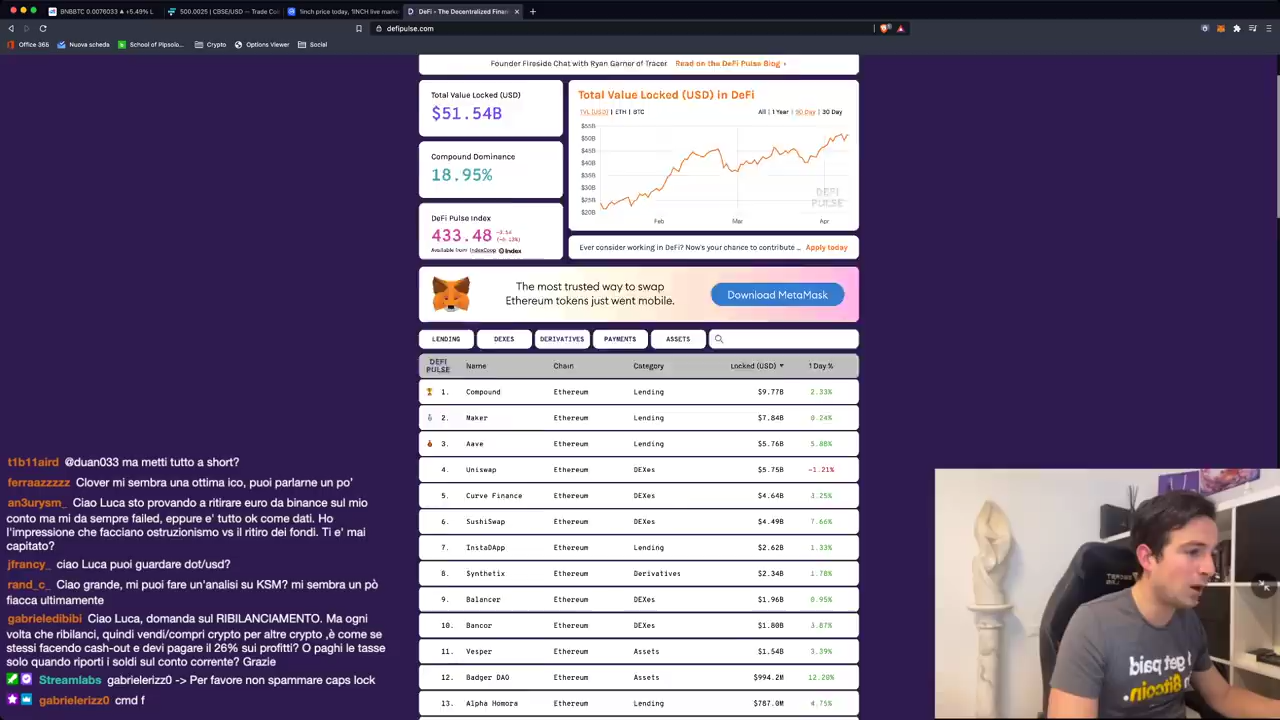 BNBBTC 0.0076033 ▲ +5.49% L
500.0025 | CBSE/USD — Trade Coi
1inch price today, 1INCH live marke
DeFi - The Decentralized Finan
defipulse.com
Office 365
Nuova scheda
School of Pipsolo...
Crypto
Options Viewer
Social
Founder Fireside Chat with Ryan Garner of Tracer Read on the DeFi Pulse Blog
Total Value Locked (USD)
$51.54B
Compound Dominance
18.95%
DeFi Pulse Index
433.48
Available from IndexCoop Index
Total Value Locked (USD) in DeFi
TVL (USD) | ETH | BTC
All | 1 Year | 90 Day | 30 Day
$55B
$50B
$45B
$40B
$35B
$30B
$25B
$20B
Feb Mar Apr
DEFI
PULSE
Ever consider working in DeFi? Now's your chance to contribute ... Apply today
The most trusted way to swap
Ethereum tokens just went mobile.
Download MetaMask
LENDING DEXES DERIVATIVES PAYMENTS ASSETS
DEFI
PULSE
Name Chain Category Locked (USD) 1 Day %
1. Compound Ethereum Lending $9.77B 2.33%
2. Maker Ethereum Lending $7.84B 0.24%
3. Aave Ethereum Lending $5.76B 5.88%
4. Uniswap Ethereum DEXes $5.75B -1.21%
5. Curve Finance Ethereum DEXes $4.64B 3.25%
6. SushiSwap Ethereum DEXes $4.49B 7.66%
7. InstaDApp Ethereum Lending $2.62B 1.33%
8. Synthetix Ethereum Derivatives $2.34B 1.78%
9. Balancer Ethereum DEXes $1.96B 0.95%
10. Bancor Ethereum DEXes $1.80B 3.87%
11. Vesper Ethereum Assets $1.54B 3.39%
12. Badger DAO Ethereum Assets $994.2M 12.20%
13. Alpha Homora Ethereum Lending $787.0M 4.75%
t1b11aird @duan033 ma metti tutto a short?
ferraazzzzz Clover mi sembra una ottima ico, puoi parlarne un po'
an3urysm_ Ciao Luca sto provando a ritirare euro da binance sul mio
conto ma mi da sempre failed, eppure e' tutto ok come dati. Ho
l'impressione che facciano ostruzionismo vs il ritiro dei fondi. Ti e' mai
capitato?
jfrancy_ ciao Luca puoi guardare dot/usd?
rand_c_ Ciao grande, mi puoi fare un'analisi su KSM? mi sembra un pò
fiacca ultimamente
gabrieledibibi Ciao Luca, domanda sul RIBILANCIAMENTO. Ma ogni
volta che ribilanci, quindi vendi/compri crypto per altre crypto ,è come se
stessi facendo cash-out e devi pagare il 26% sui profitti? O paghi le tasse
solo quando riporti i soldi sul conto corrente? Grazie
Streamlabs gabrielerizz0 -> Per favore non spammare caps lock
gabrielerizz0 cmd f
I get paid
in Bitcoin.